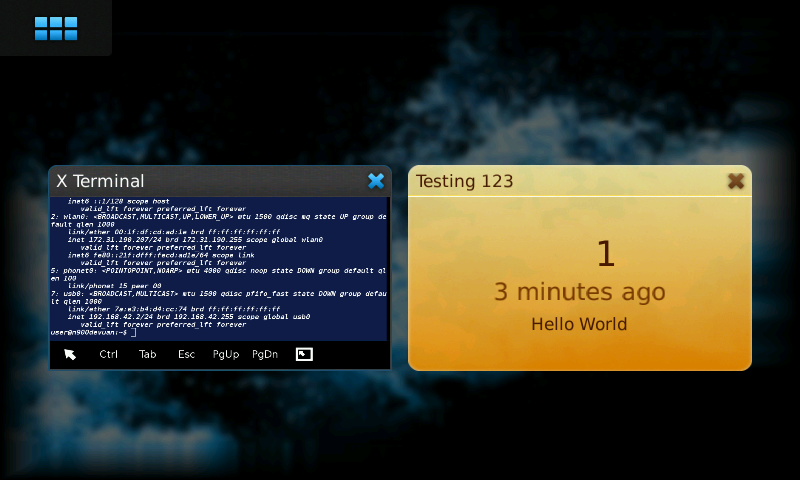 X Terminal
inet6 ::1/128 scope host
valid_lft forever preferred_lft forever
2: wlan0: <BROADCAST,MULTICAST,UP,LOWER_UP> mtu 1500 qdisc mq state UP group de
fault qlen 1000
link/ether 00:1f:df:cd:ad:1e brd ff:ff:ff:ff:ff:ff
inet 172.31.190.207/24 brd 172.31.190.255 scope global wlan0
valid_lft forever preferred_lft forever
inet6 fe80::21f:dfff:fecd:ad1e/64 scope link
valid_lft forever preferred_lft forever
5: phonet0: <POINTOPOINT,NOARP> mtu 4000 qdisc noop state DOWN group default ql
en 100
link/phonet 15 peer 00
7: usb0: <BROADCAST,MULTICAST> mtu 1500 qdisc pfifo_fast state DOWN group defau
lt qlen 1000
link/ether 7a:e3:b4:d4:cc:74 brd ff:ff:ff:ff:ff:ff
inet 192.168.42.2/24 brd 192.168.42.255 scope global usb0
valid_lft forever preferred_lft forever
user@n900devuan:~$
Ctrl Tab Esc PgUp PgDn
Testing 123
1
3 minutes ago
Hello World